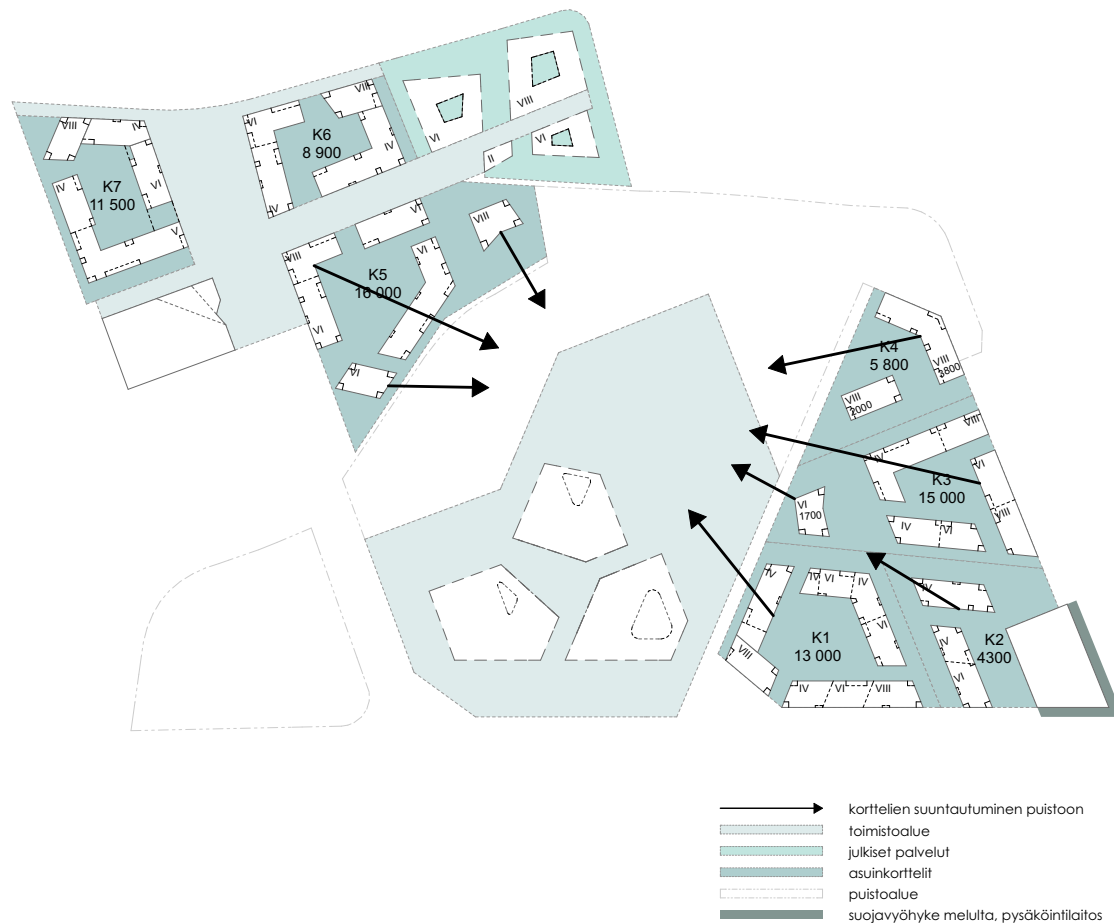 VIII
VIII
VI
VI
II
VIII
VI
IV
IV
K6
8 900
VIII
IV
IV
VI
V
K7
11 500
VIII
VI
VIII
VI
VI
VI
K5
16 000
K4
5 800
VIII
3800
VIII
2000
VIII
IV
VI
VIII
K3
15 000
VI
1700
IV
VI
IV
IV
VI
IV
VI
VIII
K1
13 000
IV
VI
VIII
IV
IV
VI
K2
4300
korttelien suuntautuminen puistoon
toimistoalue
julkiset palvelut
asuinkorttelit
puistoalue
suojavyöhyke melulta, pysäköintilaitos